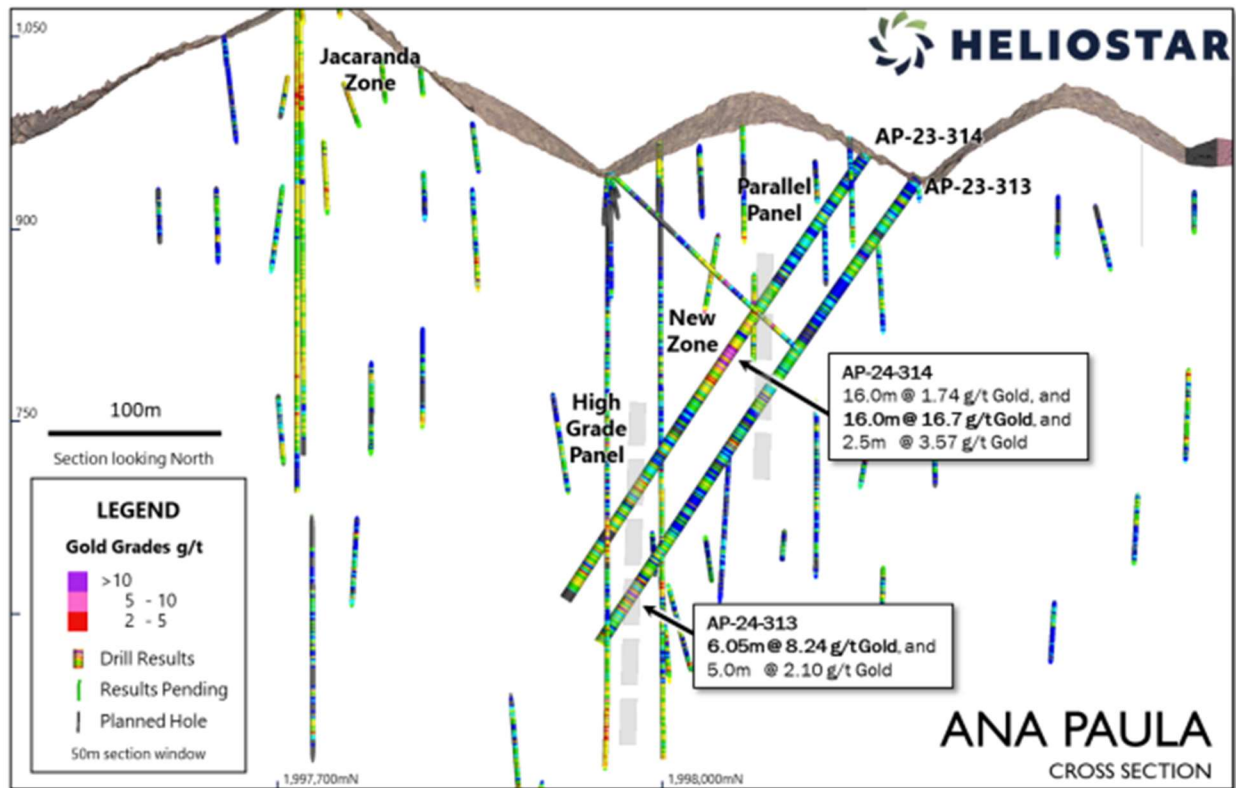 1,050
HELIOSTAR
Jacaranda
Zone
AP-23-314
Parallel
Panel
AP-23-313
900
New
Zone
AP-24-314
16.0m @ 1.74 g/t Gold, and
16.0m @ 16.7 g/t Gold, and
2.5m @ 3.57 g/t Gold
High
Grade
Panel
750
100m
Section looking North
LEGEND
Gold Grades g/t
>10
5 - 10
2 - 5
Drill Results
Results Pending
Planned Hole
50m section window
AP-24-313
6.05m @ 8.24 g/t Gold, and
5.0m @ 2.10 g/t Gold
ANA PAULA
CROSS SECTION
1,997,700mN
1,998,000mN